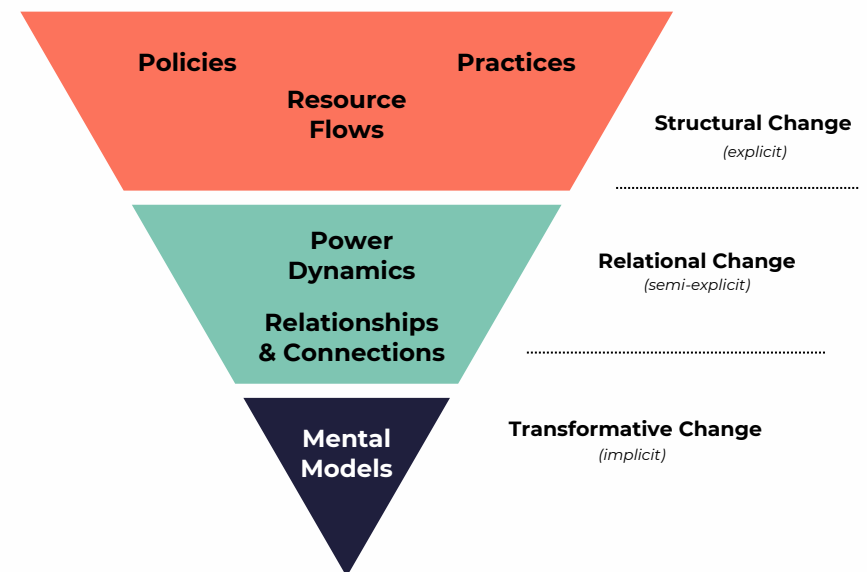 Policies
Practices
Resource
Flows
Structural Change
(explicit)
Power
Dynamics
Relationships
& Connections
Relational Change
(semi-explicit)
Mental
Models
Transformative Change
(implicit)